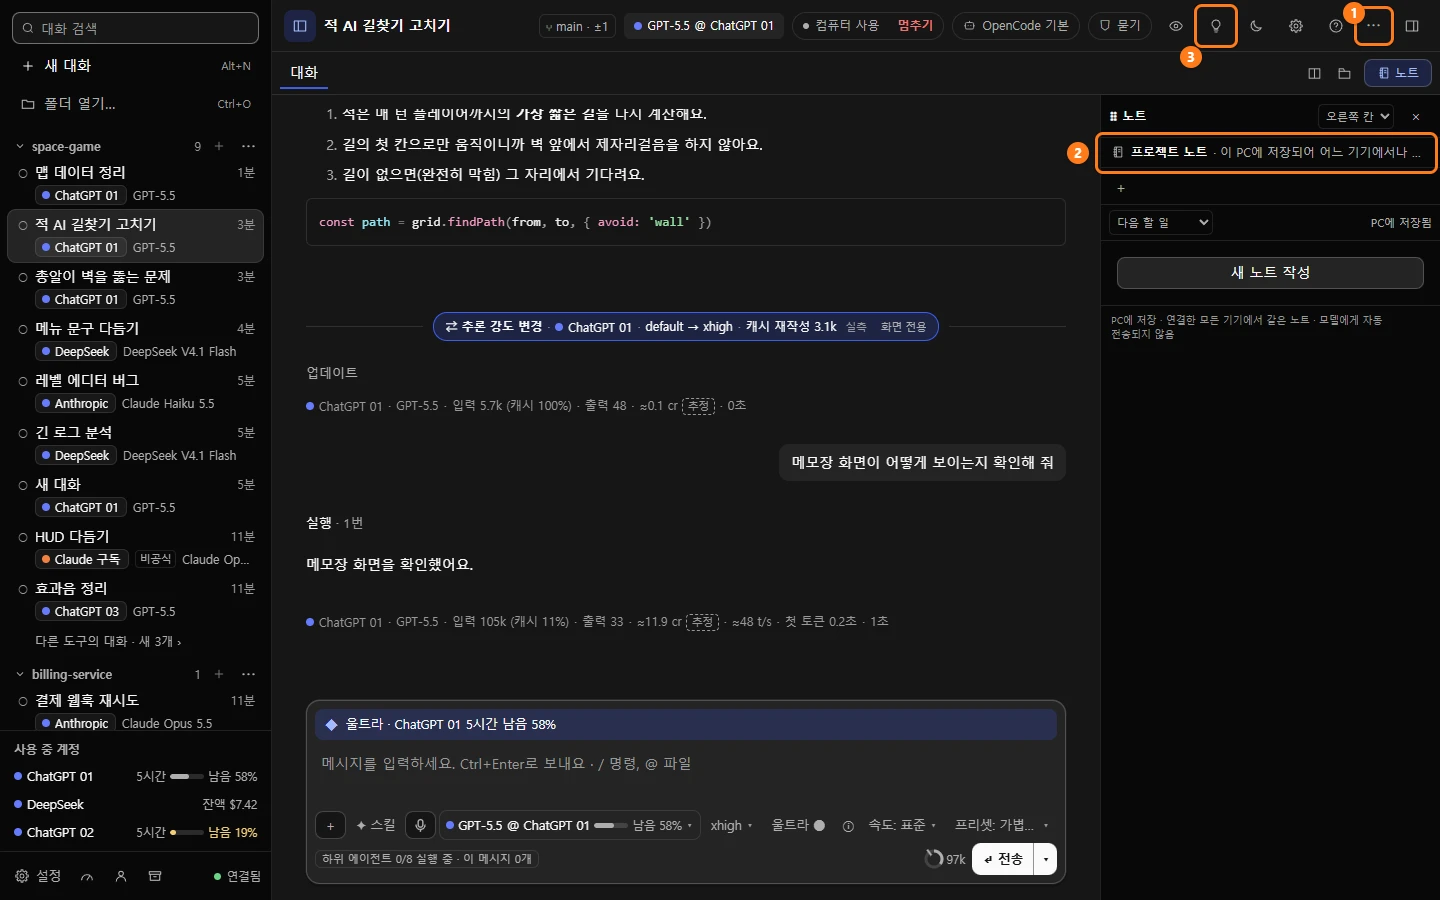 대화 검색
새 대화 Alt+N
폴더 열기... Ctrl+O
space-game 9
맵 데이터 정리 1분
ChatGPT 01 GPT-5.5
적 AI 길찾기 고치기 3분
ChatGPT 01 GPT-5.5
총알이 벽을 뚫는 문제 3분
ChatGPT 01 GPT-5.5
메뉴 문구 다듬기 4분
DeepSeek DeepSeek V4.1 Flash
레벨 에디터 버그 5분
Anthropic Claude Haiku 5.5
긴 로그 분석 5분
DeepSeek DeepSeek V4.1 Flash
새 대화 5분
ChatGPT 01 GPT-5.5
HUD 다듬기 11분
Claude 구독 비공식 Claude Op...
효과음 정리 11분
ChatGPT 03 GPT-5.5
다른 도구의 대화 · 새 3개 ›
billing-service 1
결제 웹훅 재시도 11분
Anthropic Claude Opus 5.5
사용 중 계정
ChatGPT 01 5시간 남음 58%
DeepSeek 잔액 $7.42
ChatGPT 02 5시간 남음 19%
설정 연결됨
적 AI 길찾기 고치기 main · ±1 GPT-5.5 @ ChatGPT 01 컴퓨터 사용 멈추기 OpenCode 기본 묻기
1
3
대화 노트
1. 적은 매 턴 플레이어까지의 가장 짧은 길을 다시 계산해요.
2. 길의 첫 칸으로만 움직이니까 벽 앞에서 제자리걸음을 하지 않아요.
3. 길이 없으면(완전히 막힘) 그 자리에서 기다려요.
const path = grid.findPath(from, to, { avoid: 'wall' })
추론 강도 변경 · ChatGPT 01 · default → xhigh · 캐시 재작성 3.1k 실측 화면 전용
업데이트
ChatGPT 01 · GPT-5.5 · 입력 5.7k (캐시 100%) · 출력 48 · ≈0.1 cr 추정 · 0초
메모장 화면이 어떻게 보이는지 확인해 줘
실행 · 1번
메모장 화면을 확인했어요.
ChatGPT 01 · GPT-5.5 · 입력 105k (캐시 11%) · 출력 33 · ≈11.9 cr 추정 · ≈48 t/s · 첫 토큰 0.2초 · 1초
울트라 · ChatGPT 01 5시간 남음 58%
메시지를 입력하세요. Ctrl+Enter로 보내요 · / 명령, @ 파일
스킬 GPT-5.5 @ ChatGPT 01 남음 58% xhigh 울트라 속도: 표준 프리셋: 가볍...
하위 에이전트 0/8 실행 중 · 이 메시지 0개 97k 전송
노트 오른쪽 칸
2
프로젝트 노트 · 이 PC에 저장되어 어느 기기에서나 ...
다음 할 일 PC에 저장됨
새 노트 작성
PC에 저장 · 연결한 모든 기기에서 같은 노트 · 모델에게 자동
전송되지 않음